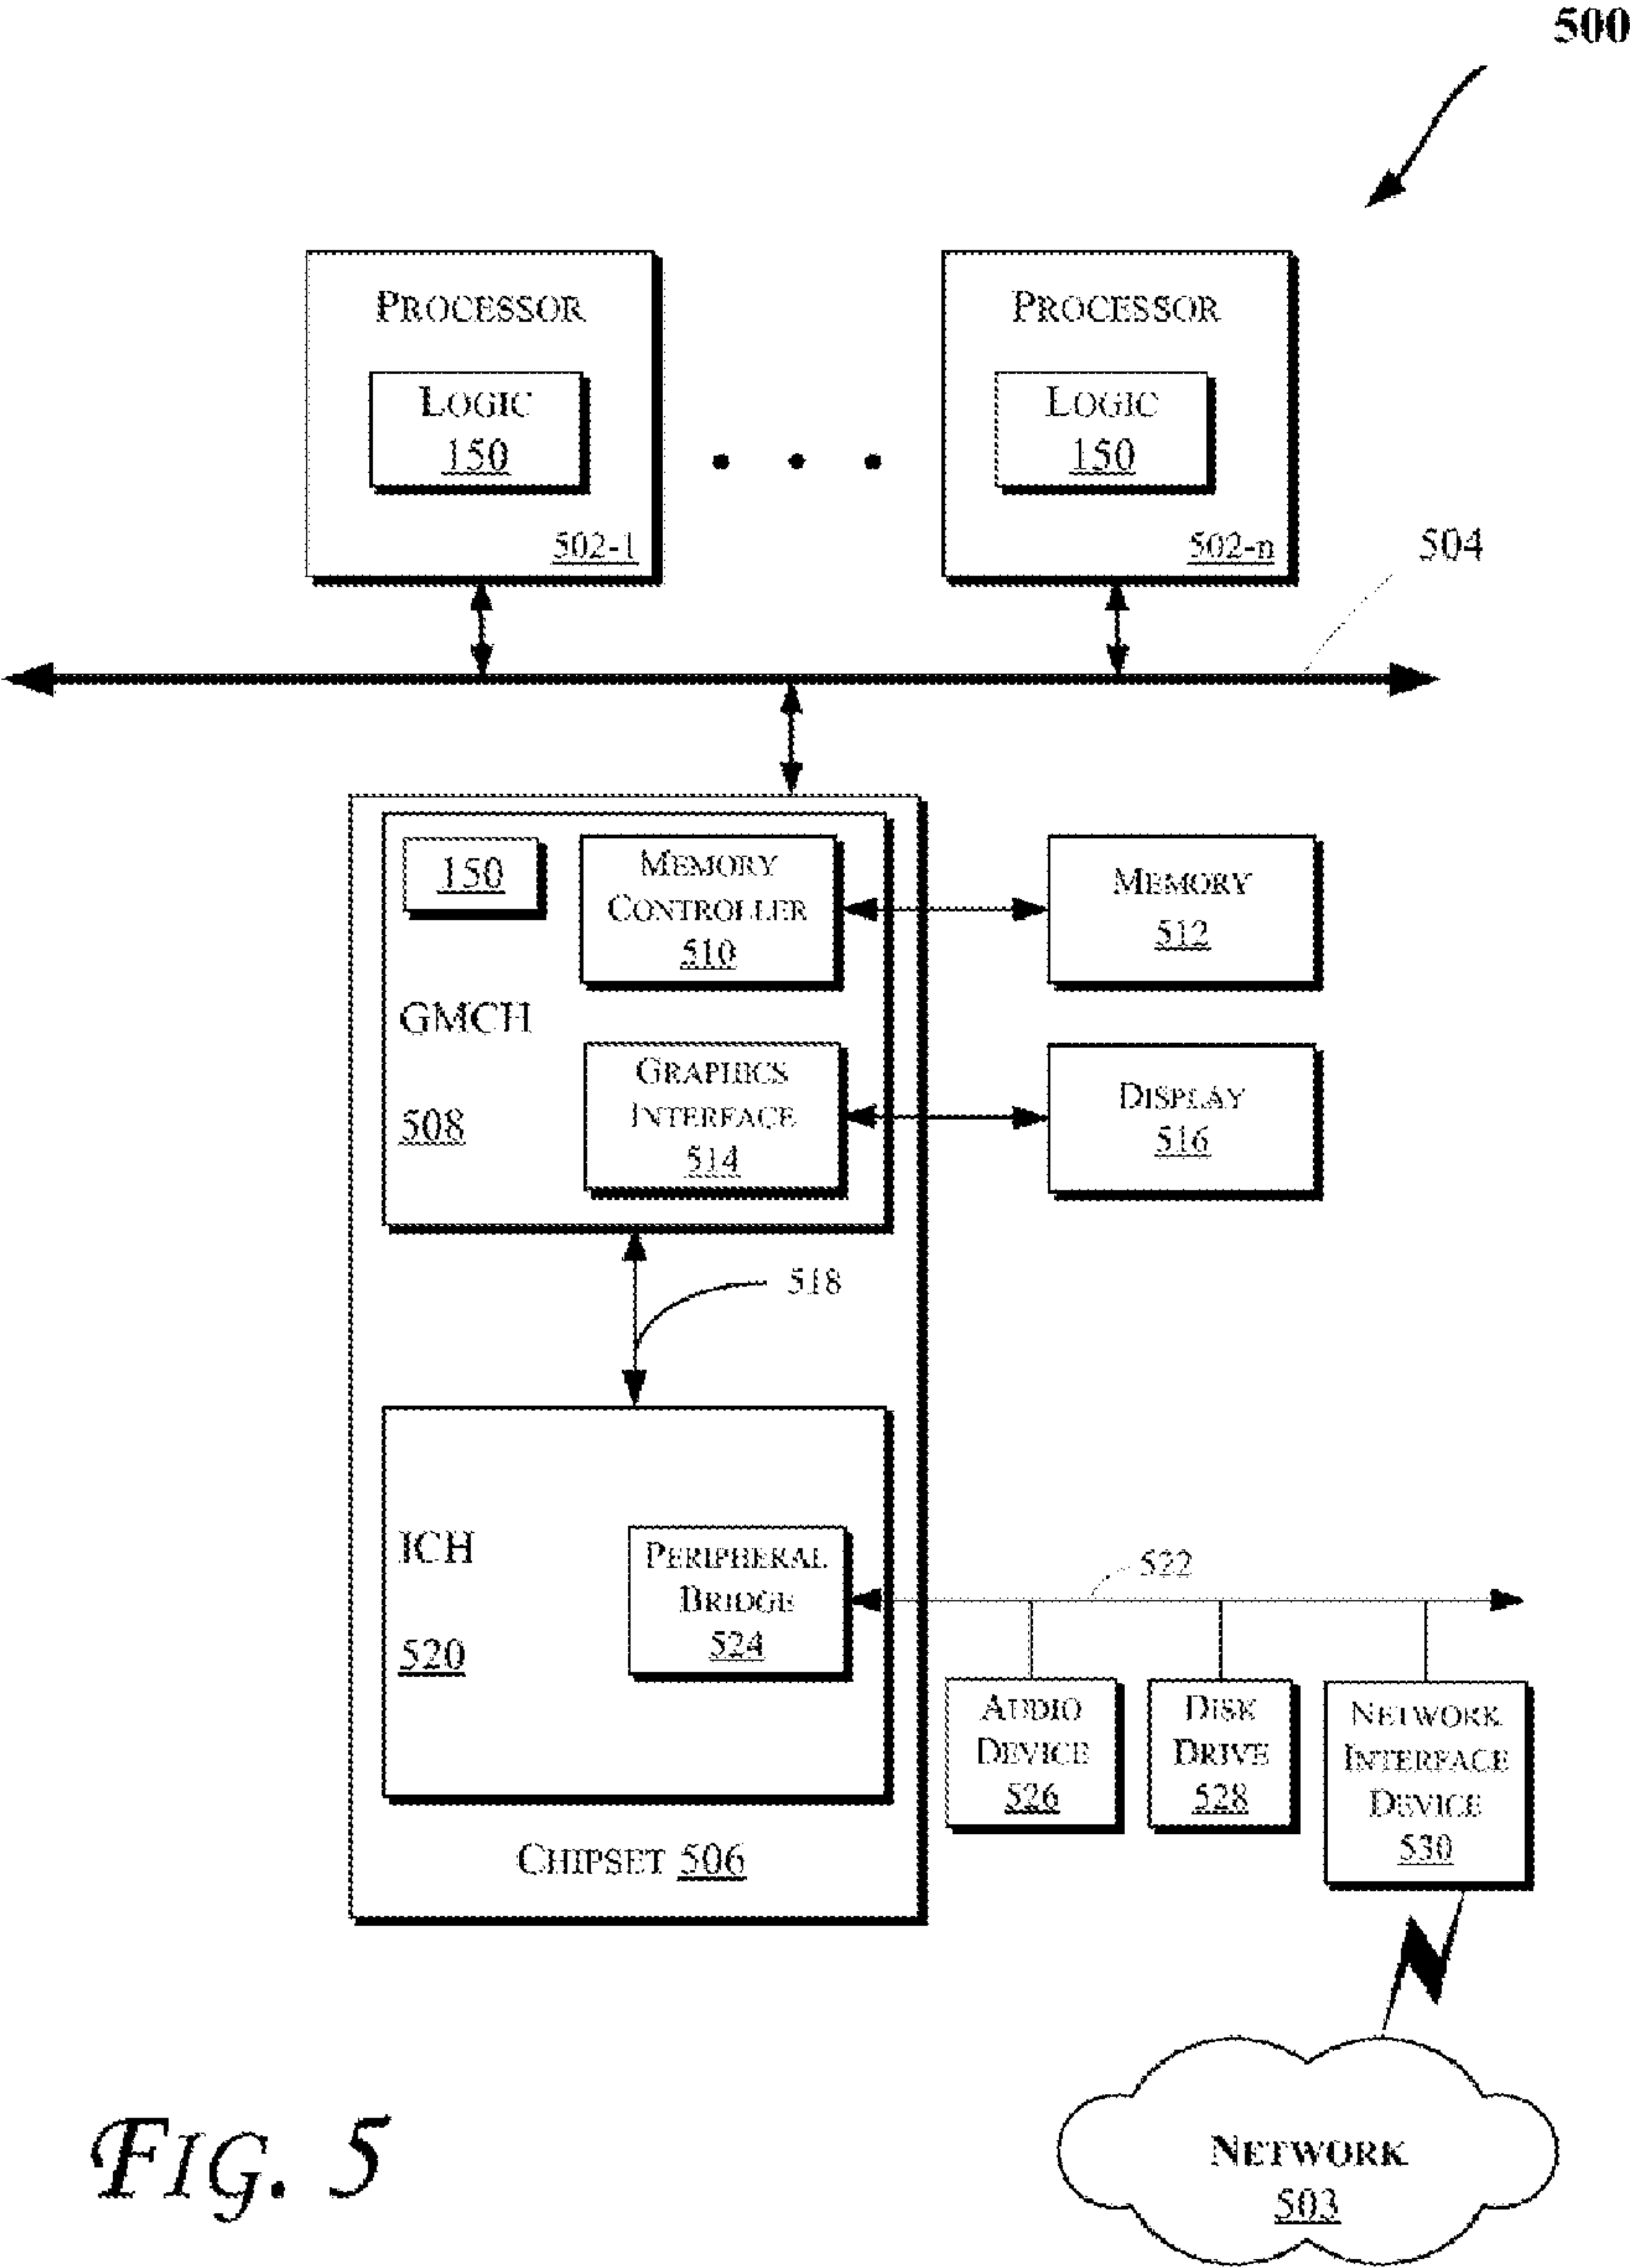 500
PROCESSOR
LOGIC
150
502-1
PROCESSOR
LOGIC
150
502-n
504
150
MEMORY
CONTROLLER
510
MEMORY
512
GMCH
508
GRAPHICS
INTERFACE
514
DISPLAY
516
518
ICH
520
PERIPHERAL
BRIDGE
524
522
AUDIO
DEVICE
526
DISK
DRIVE
528
NETWORK
INTERFACE
DEVICE
530
CHIPSET 506
NETWORK
503
FIG. 5